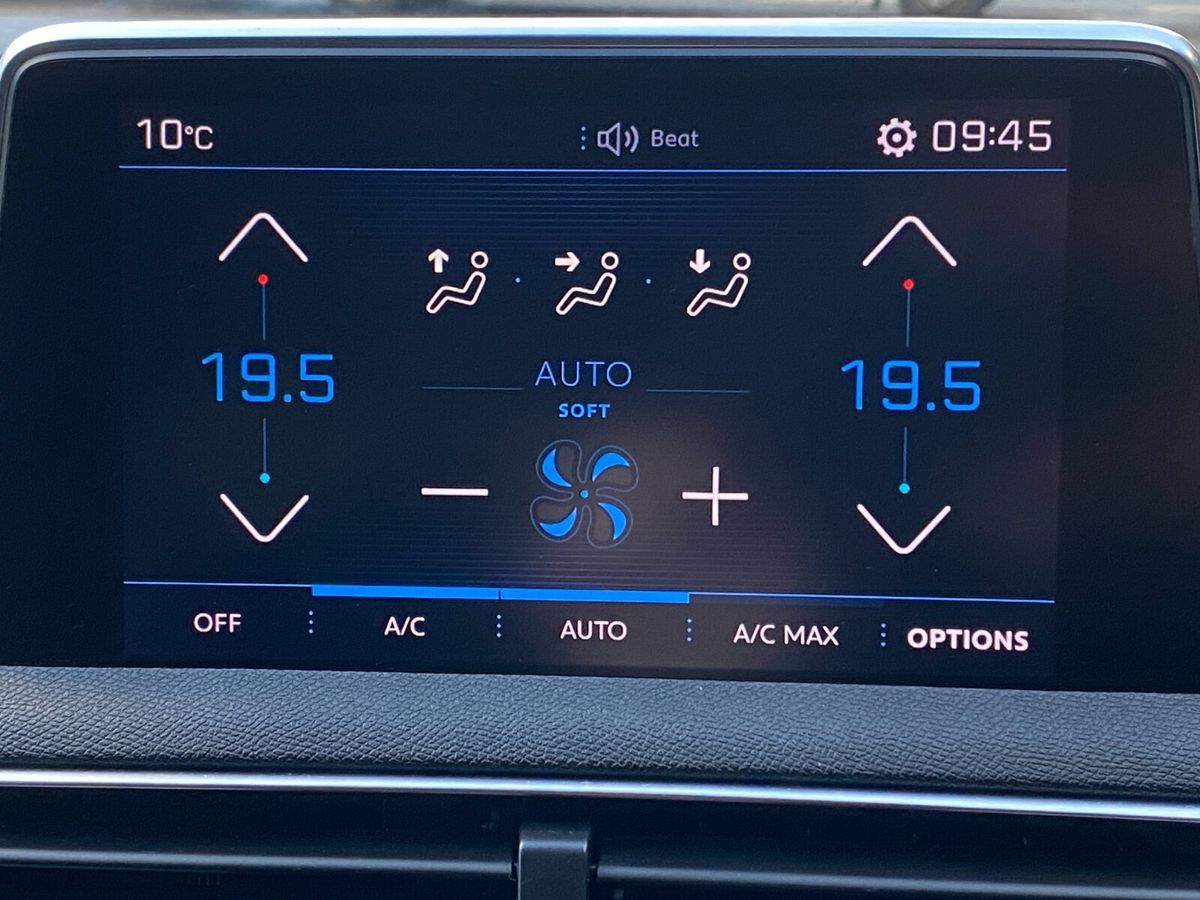 10°C
Beat
09:45
19.5
AUTO
SOFT
19.5
OFF
A/C
AUTO
A/C MAX
OPTIONS